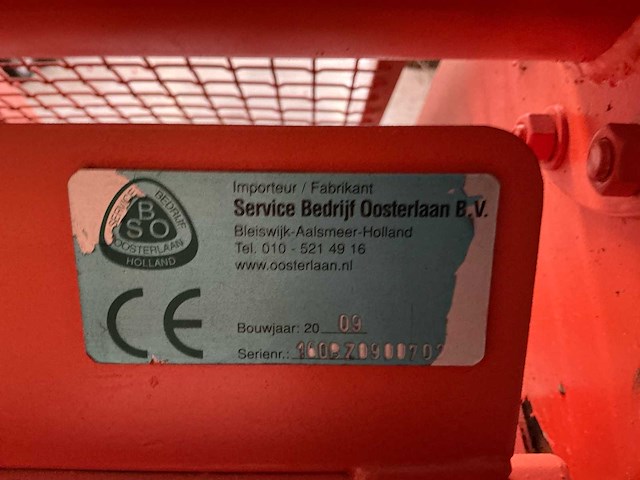 SERVICE BEDRIJF
B
SO
OOSTERLAAN
HOLLAND
Importeur / Fabrikant
Service Bedrijf Oosterlaan B.V.
Bleiswijk-Aalsmeer-Holland
Tel. 010 - 521 49 16
www.oosterlaan.nl
CE
Bouwjaar: 20 09
Serienr.: